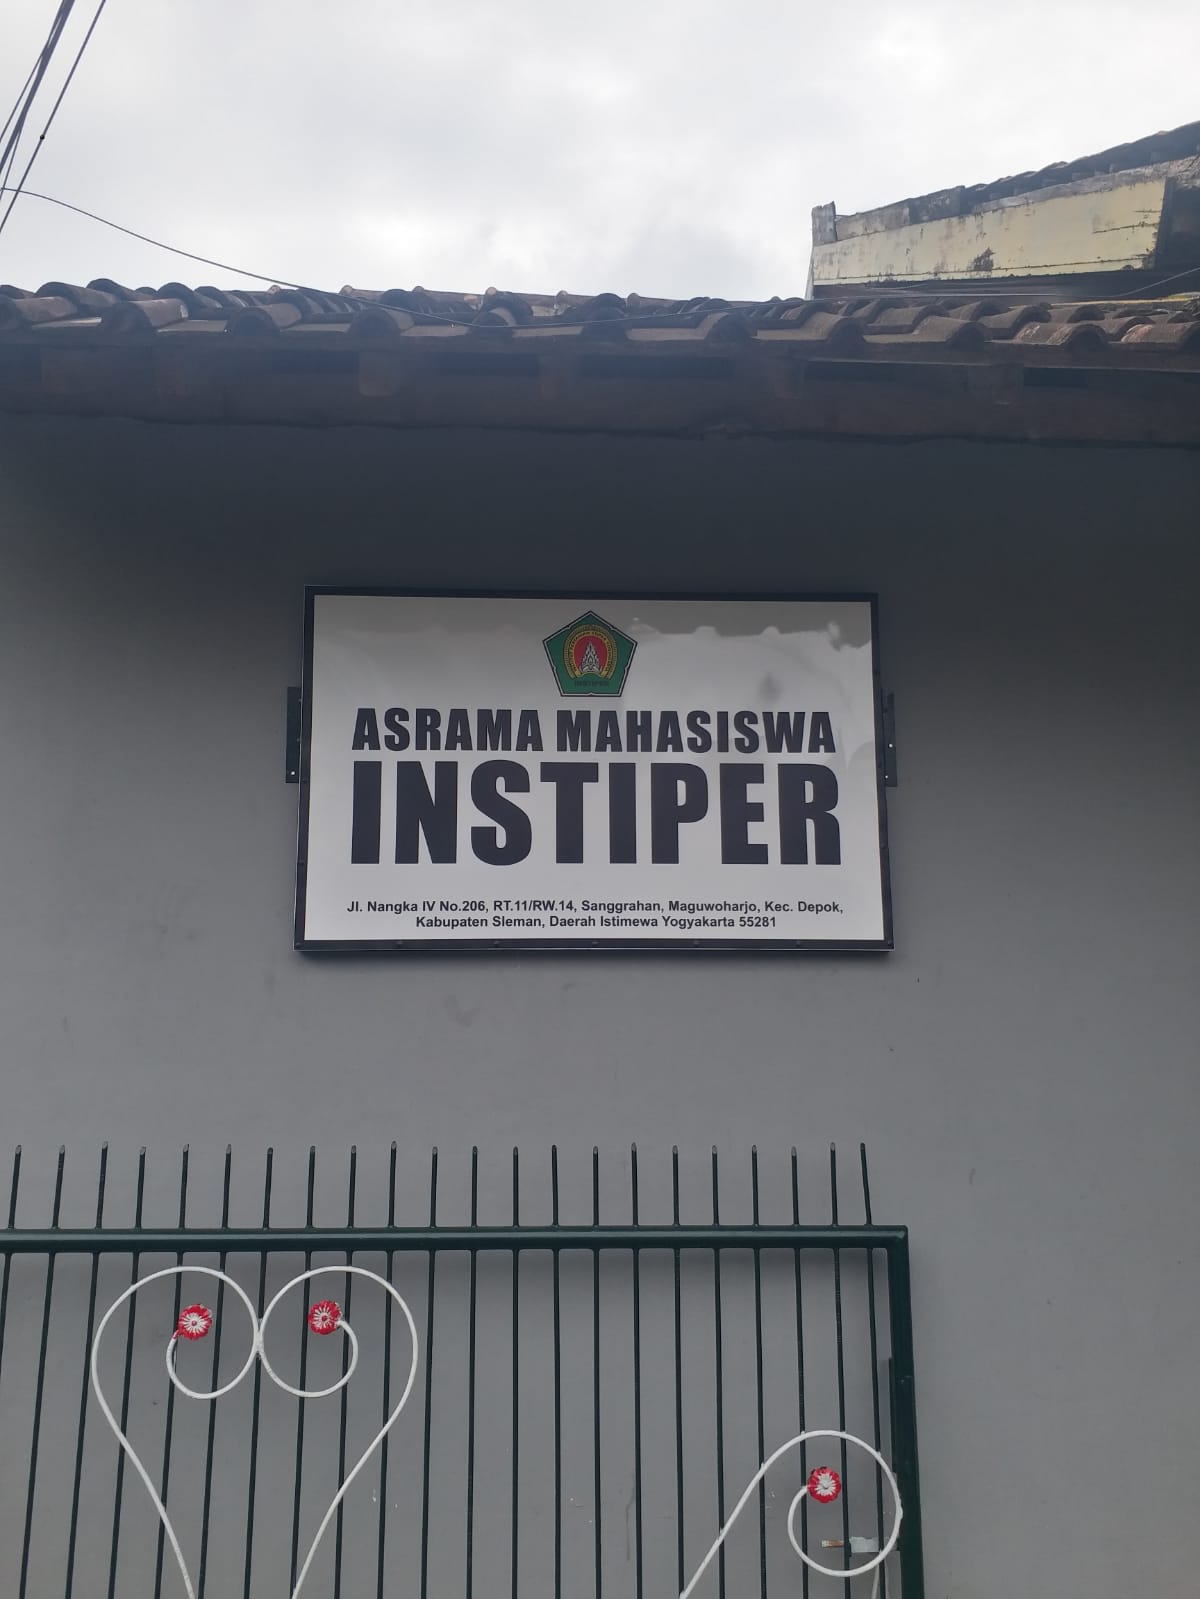 INSTIPER
ASRAMA MAHASISWA
INSTIPER
Jl. Nangka IV No.206, RT.11/RW.14, Sanggrahan, Maguwoharjo, Kec. Depok,
Kabupaten Sleman, Daerah Istimewa Yogyakarta 55281